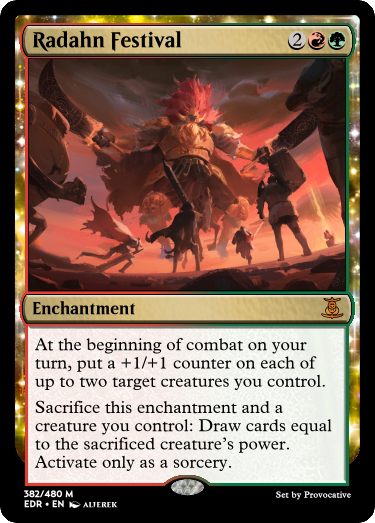 Radahn Festival 2
Enchantment
At the beginning of combat on your
turn, put a +1/+1 counter on each of
up to two target creatures you control.
Sacrifice this enchantment and a
creature you control: Draw cards equal
to the sacrificed creature's power.
Activate only as a sorcery.
382/480 M
EDR • EN AIJEREK Set by Provocative